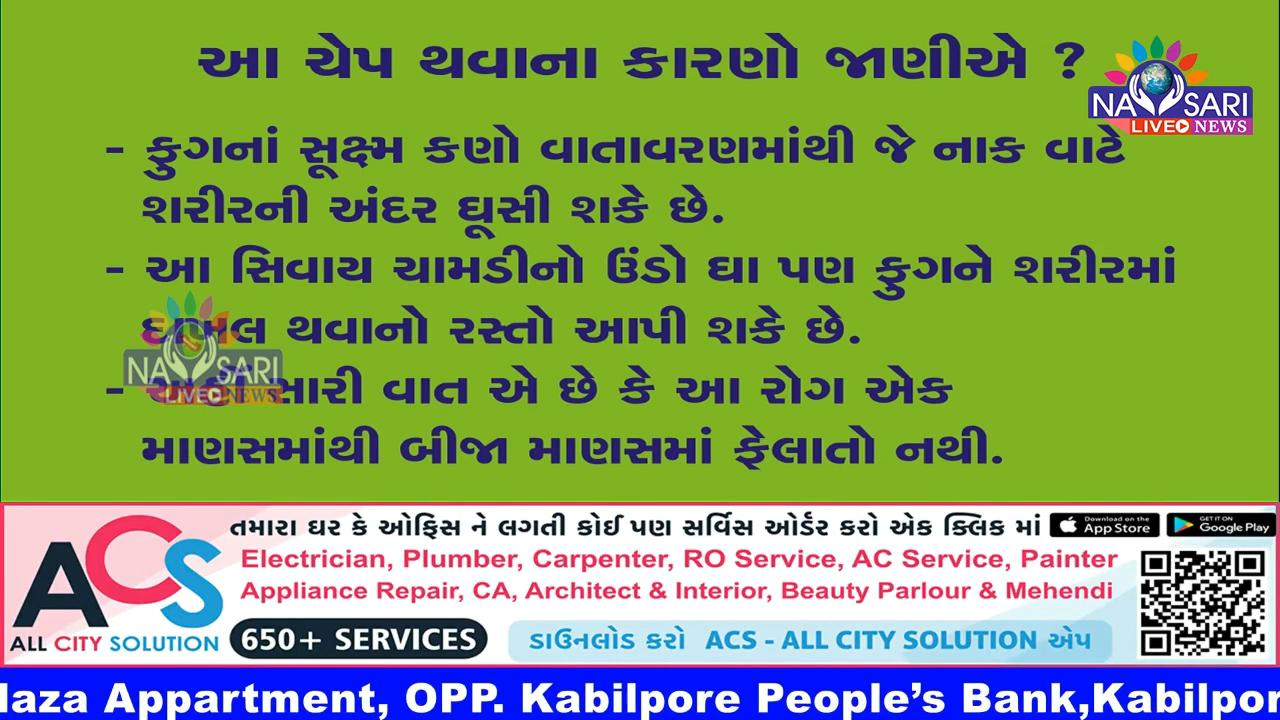 આ ચેપ થવાના કારણો જાણીએ ?
NAVSARI
LIVE NEWS
- ફુગનાં સૂક્ષ્મ કણો વાતાવરણમાંથી જે નાક વાટે
શરીરની અંદર ઘૂસી શકે છે.
- આ સિવાય ચામડીનો ઉંડો ઘા પણ ફુગને શરીરમાં
દાખલ થવાનો રસ્તો આપી શકે છે.
NAVSARI
LIVE NEWS
- સારી વાત એ છે કે આ રોગ એક
માણસમાંથી બીજા માણસમાં ફેલાતો નથી.
ACS
ALL CITY SOLUTION
તમારા ઘર કે ઓફિસ ને લગતી કોઈ પણ સર્વિસ ઓર્ડર કરો એક ક્લિક માં
Download on the App Store
GET IT ON Google Play
Electrician, Plumber, Carpenter, RO Service, AC Service, Painter
Appliance Repair, CA, Architect & Interior, Beauty Parlour & Mehendi
650+ SERVICES
ડાઉનલોડ કરો ACS - ALL CITY SOLUTION એપ
laza Appartment, OPP. Kabilpore People’s Bank,Kabilpor